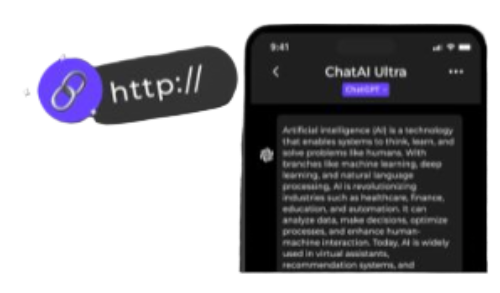 http://
9:41
ChatAI Ultra
ChatGPT
Artificial intelligence (AI) is a technology
that enables systems to think, learn, and
solve problems like humans. With
branches like machine learning, deep
learning, and natural language
processing, AI is revolutionizing
industries such as healthcare, finance,
education, and automation. It can
analyze data, make decisions, optimize
processes, and enhance human-
machine interaction. Today, AI is widely
used in virtual assistants,
recommendation systems, and